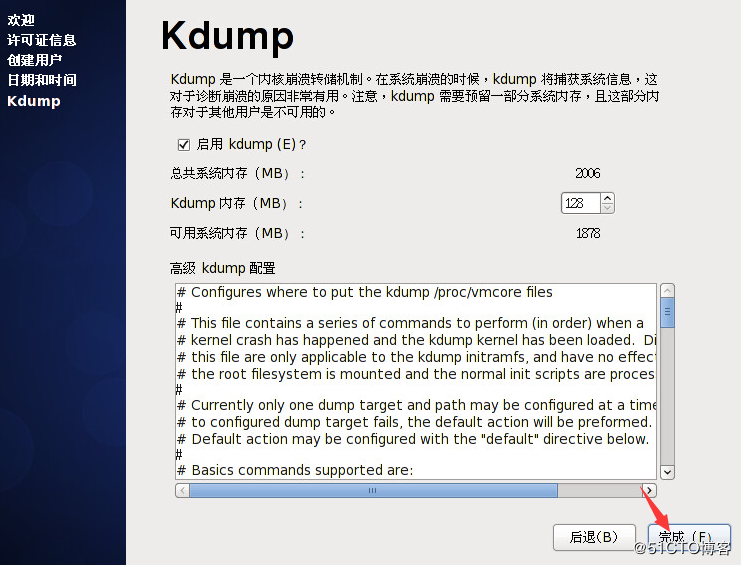 欢迎
许可证信息
创建用户
日期和时间
Kdump
Kdump
Kdump 是一个内核崩溃转储机制。在系统崩溃的时候，kdump 将捕获系统信息，这
对于诊断崩溃的原因非常有用。注意，kdump 需要预留一部分系统内存，且这部分内
存对于其他用户是不可用的。
启用 kdump (E)？
总共系统内存（MB）： 2006
Kdump 内存（MB）： 128
可用系统内存（MB）： 1878
高级 kdump 配置
# Configures where to put the kdump /proc/vmcore files
#
# This file contains a series of commands to perform (in order) when a
# kernel crash has happened and the kdump kernel has been loaded.  Di
# this file are only applicable to the kdump initramfs, and have no effec
# the root filesystem is mounted and the normal init scripts are proces
#
# Currently only one dump target and path may be configured at a time
# to configured dump target fails, the default action will be preformed.
# Default action may be configured with the "default" directive below.
#
# Basics commands supported are:
后退(B) 完成（F）
@51CTO博客